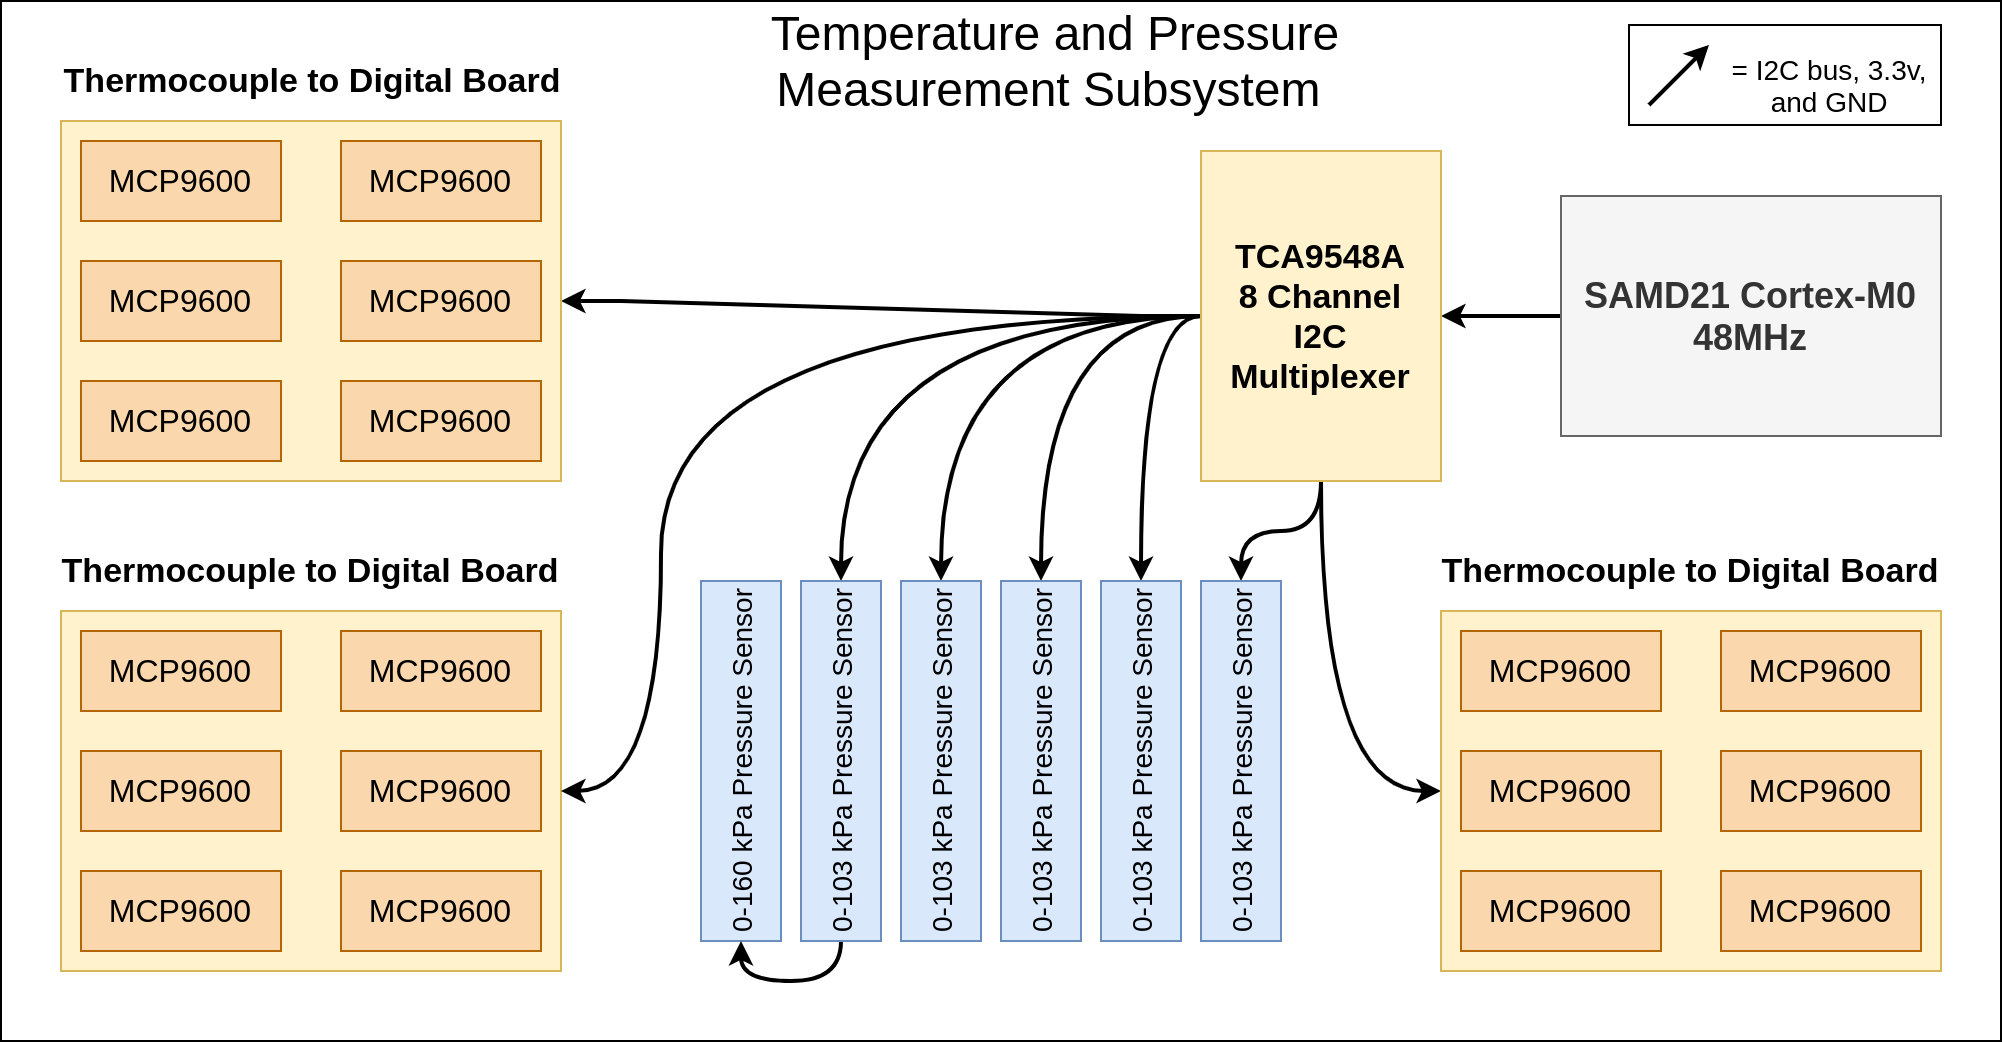 Temperature and Pressure
Measurement Subsystem
= I2C bus, 3.3v,
and GND
Thermocouple to Digital Board
MCP9600 MCP9600
MCP9600 MCP9600
MCP9600 MCP9600
TCA9548A
8 Channel
I2C
Multiplexer
SAMD21 Cortex-M0
48MHz
Thermocouple to Digital Board
MCP9600 MCP9600
MCP9600 MCP9600
MCP9600 MCP9600
0-160 kPa Pressure Sensor
0-103 kPa Pressure Sensor
0-103 kPa Pressure Sensor
0-103 kPa Pressure Sensor
0-103 kPa Pressure Sensor
0-103 kPa Pressure Sensor
Thermocouple to Digital Board
MCP9600 MCP9600
MCP9600 MCP9600
MCP9600 MCP9600